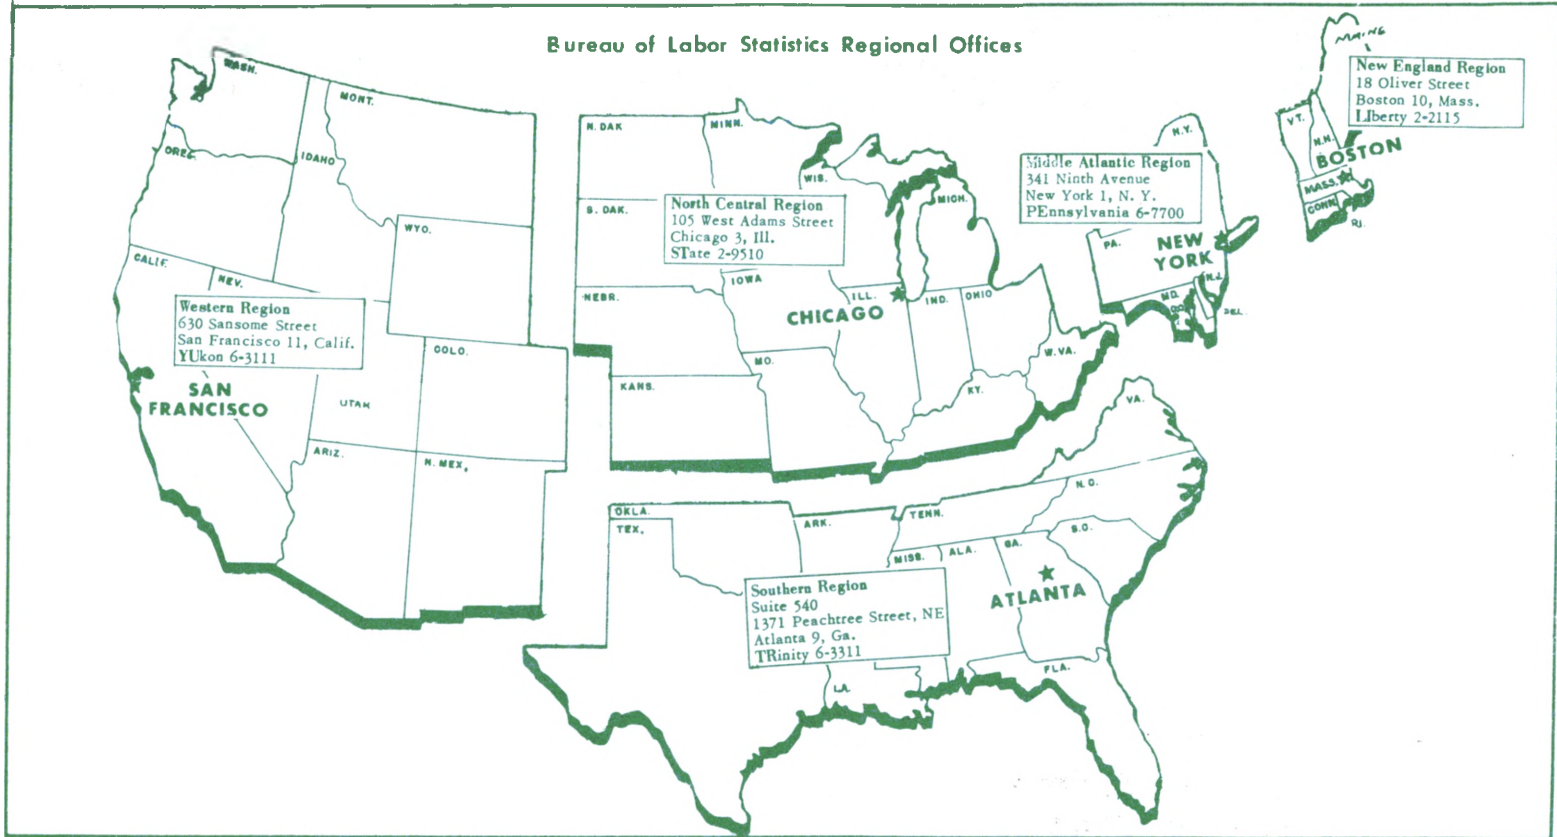 Bureau of Labor Statistics Regional Offices
MAINE
New England Region
18 Oliver Street
Boston 10, Mass.
LIberty 2-2115
VT.
N.H.
BOSTON
MASS.
CONN.
R.I.
N.Y.
Middle Atlantic Region
341 Ninth Avenue
New York 1, N. Y.
PEnnsylvania 6-7700
PA.
NEW
YORK
N.J.
MD.
D.C.
DEL.
WASH.
MONT.
OREG.
IDAHO
WYO.
CALIF.
NEV.
Western Region
630 Sansome Street
San Francisco 11, Calif.
YUkon 6-3111
SAN
FRANCISCO
UTAH
COLO.
ARIZ.
N. MEX.
N. DAK
MINN.
WIS.
S. DAK.
MICH.
North Central Region
105 West Adams Street
Chicago 3, Ill.
STate 2-9510
NEBR.
IOWA
ILL.
IND.
OHIO
CHICAGO
KANS.
MO.
KY.
W.VA.
VA.
OKLA.
TEX.
ARK.
TENN.
N.C.
S.C.
MISS.
ALA.
GA.
ATLANTA
Southern Region
Suite 540
1371 Peachtree Street, NE
Atlanta 9, Ga.
TRinity 6-3311
LA.
FLA.